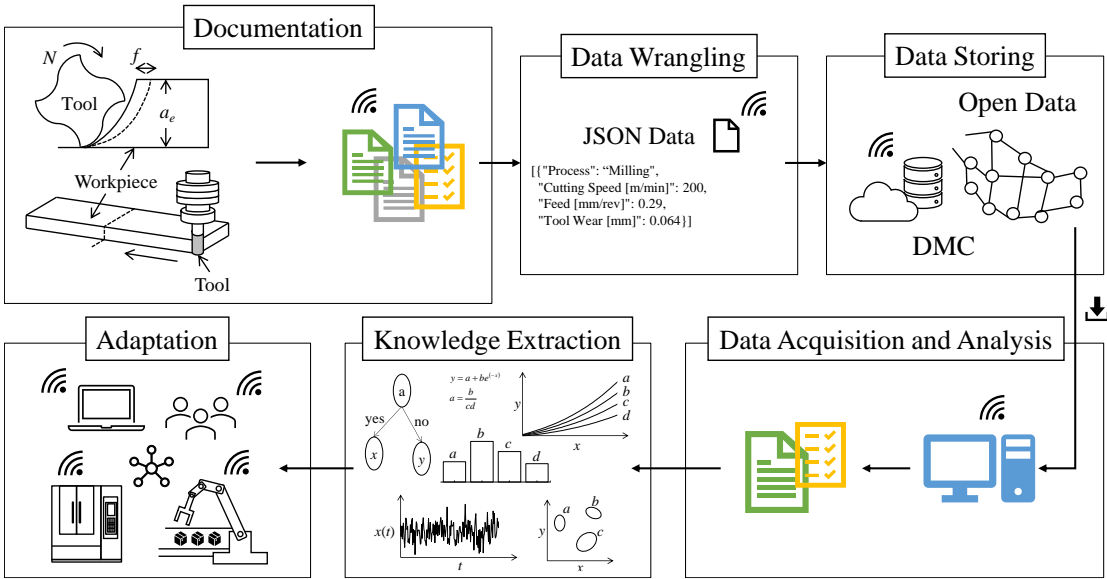 Documentation
N
f
Tool
a_e
Workpiece
Tool
Data Wrangling
JSON Data
[{"Process": “Milling",
"Cutting Speed [m/min]": 200,
"Feed [mm/rev]": 0.29,
"Tool Wear [mm]": 0.064}]
Data Storing
Open Data
DMC
Adaptation
Knowledge Extraction
a
yes
no
x
y
y = a + be^(-x)
a = b/cd
y
a
b
c
d
x
a
b
c
d
x(t)
t
y
a
b
c
x
Data Acquisition and Analysis